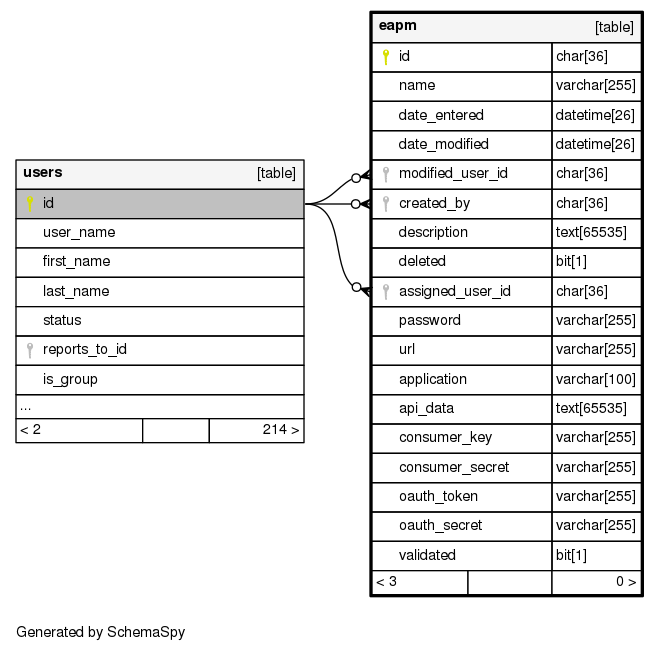 users [table]
id
user_name
first_name
last_name
status
reports_to_id
is_group
...
< 2 214 >
eapm [table]
id char[36]
name varchar[255]
date_entered datetime[26]
date_modified datetime[26]
modified_user_id char[36]
created_by char[36]
description text[65535]
deleted bit[1]
assigned_user_id char[36]
password varchar[255]
url varchar[255]
application varchar[100]
api_data text[65535]
consumer_key varchar[255]
consumer_secret varchar[255]
oauth_token varchar[255]
oauth_secret varchar[255]
validated bit[1]
< 3 0 >
Generated by SchemaSpy